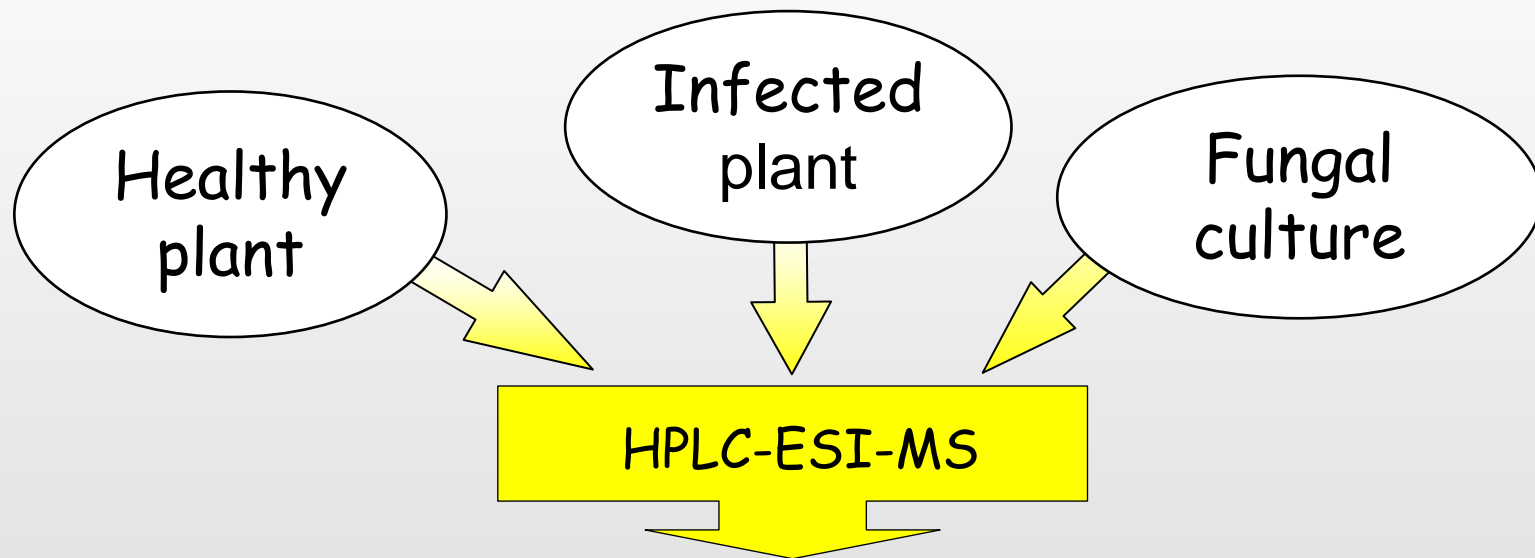 Healthy
plant
Infected
plant
Fungal
culture
HPLC-ESI-MS